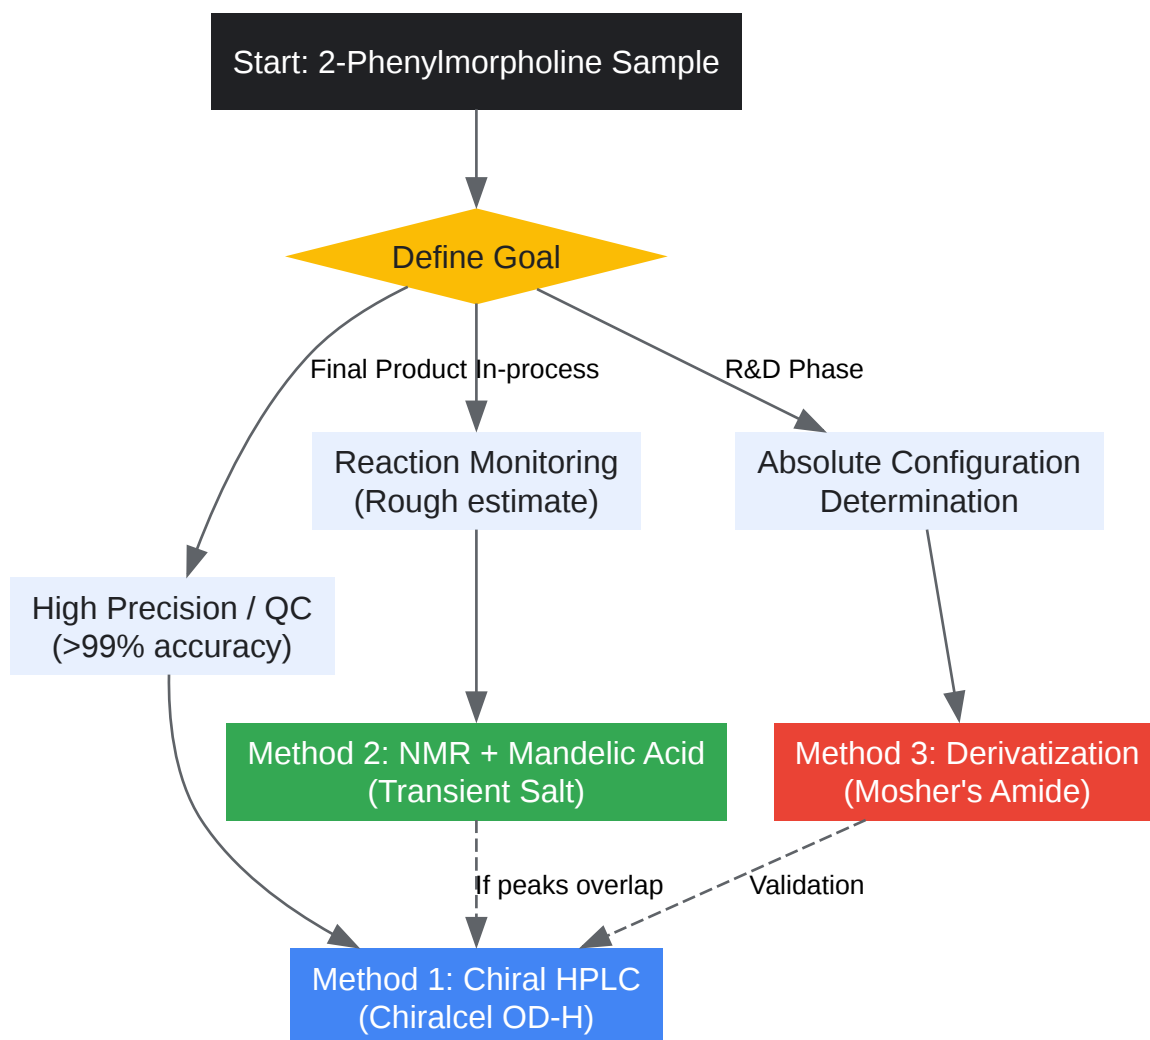 Start: 2-Phenylmorpholine Sample
Define Goal
Final Product
In-process
R&D Phase
Reaction Monitoring
(Rough estimate)
Absolute Configuration
Determination
High Precision / QC
(>99% accuracy)
Method 2: NMR + Mandelic Acid
(Transient Salt)
Method 3: Derivatization
(Mosher's Amide)
If peaks overlap
Validation
Method 1: Chiral HPLC
(Chiralcel OD-H)